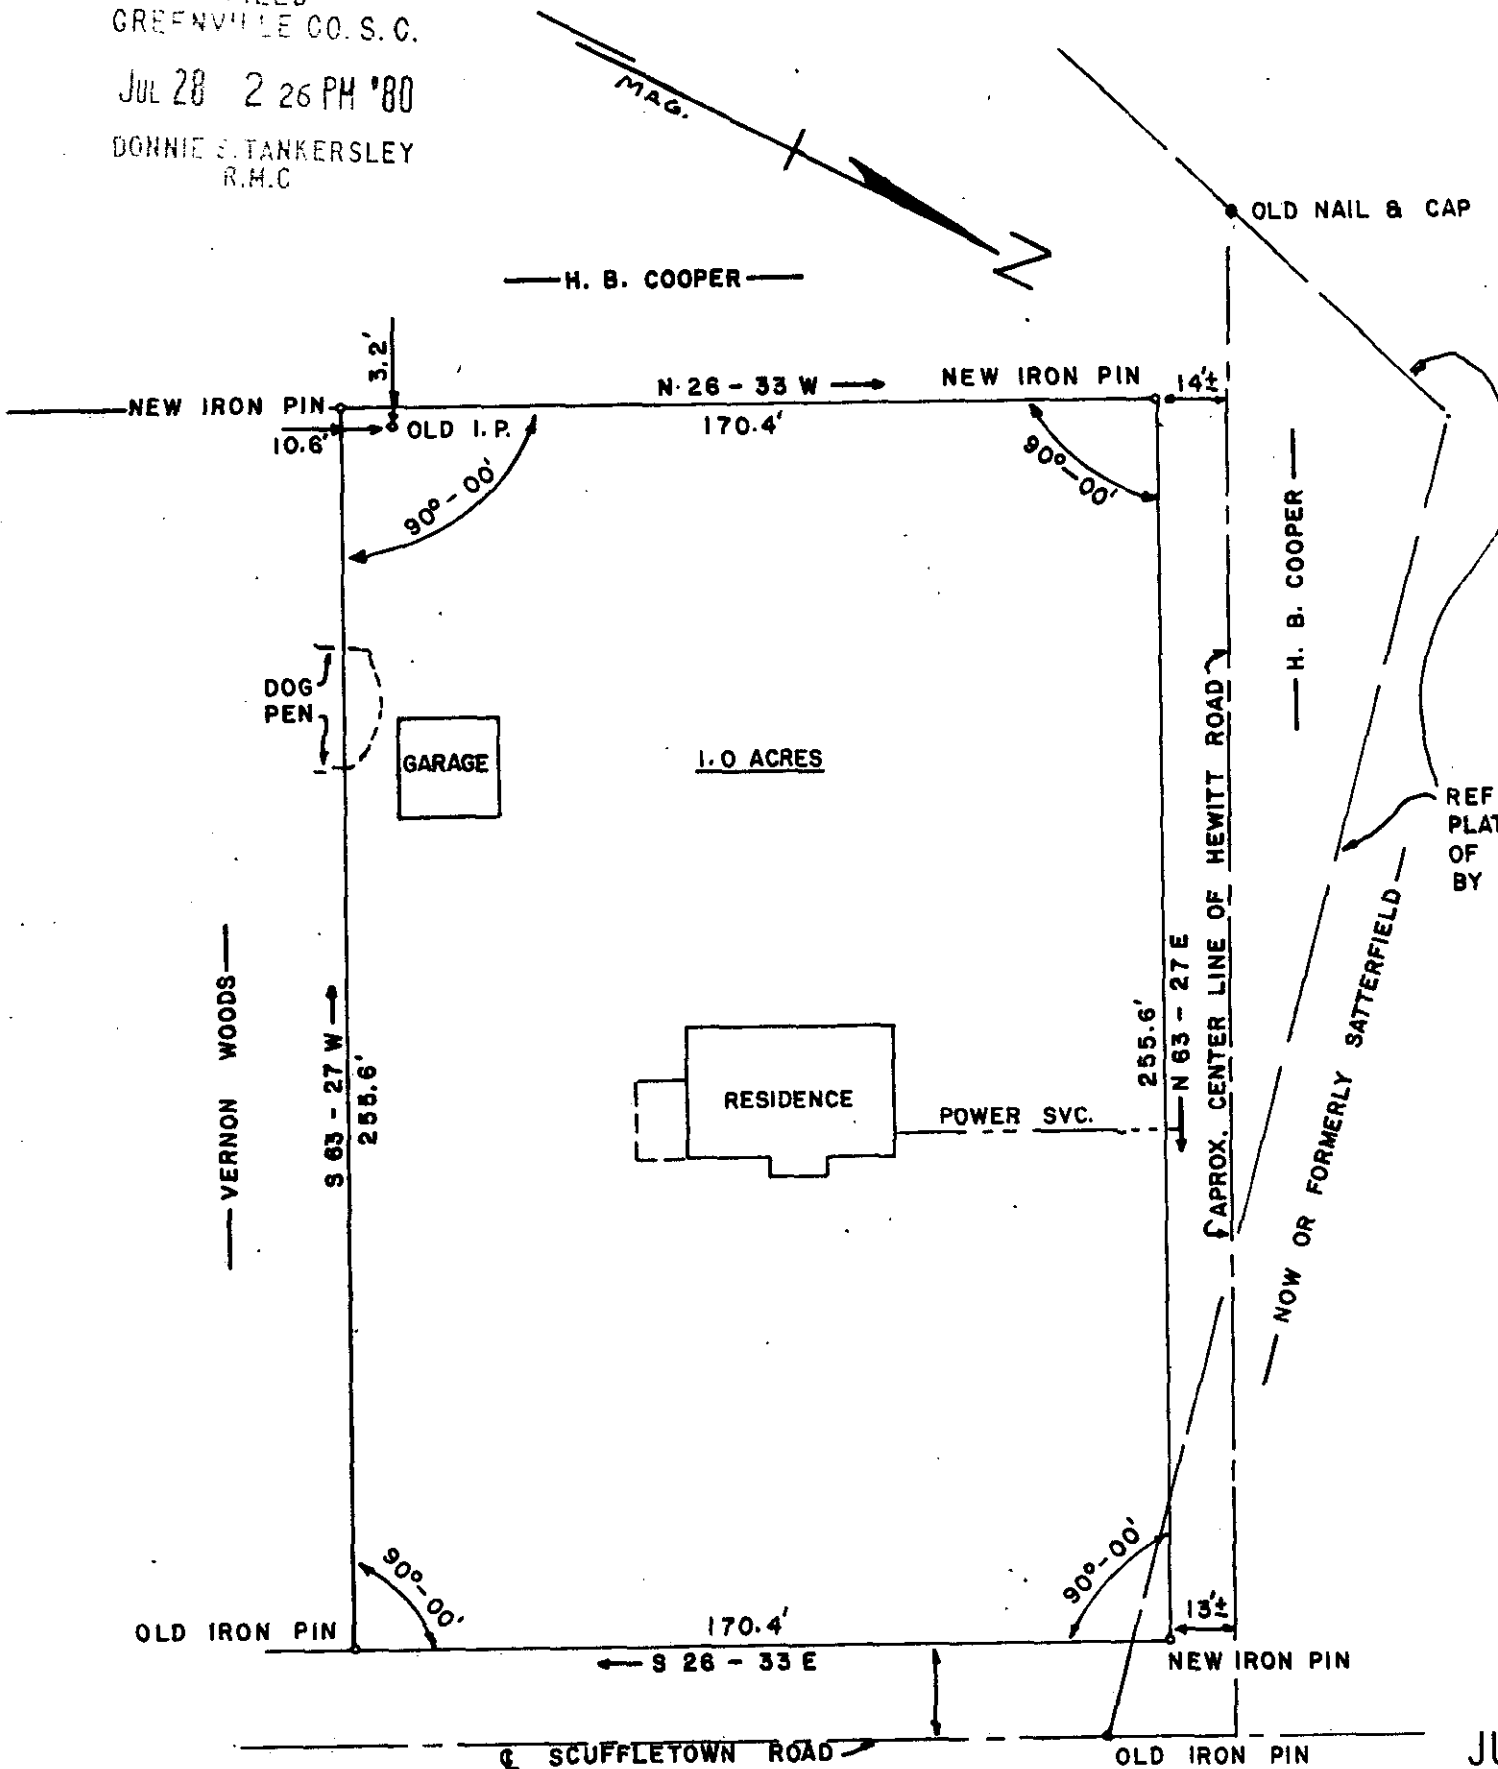 GREENVILLE CO. S. C.
JUL 28 2 26 PM '80
DONNIE S. TANKERSLEY
R.M.C
MAG.
N
OLD NAIL & CAP
H. B. COOPER
3.2'
NEW IRON PIN
N. 26 - 33 W
NEW IRON PIN
14'±
10.6'
OLD I. P.
170.4'
90° - 00'
90° - 00'
H. B. COOPER
DOG
PEN
GARAGE
1.0 ACRES
APROX. CENTER LINE OF HEWITT ROAD
REF
PLAT
OF
BY
NOW OR FORMERLY SATTERFIELD
VERNON WOODS
S 63 - 27 W
255.6'
RESIDENCE
POWER SVC.
255.6'
N 63 - 27 E
90° - 00'
90° - 00'
OLD IRON PIN
170.4'
S 26 - 33 E
13'±
NEW IRON PIN
℄ SCUFFLETOWN ROAD
OLD IRON PIN